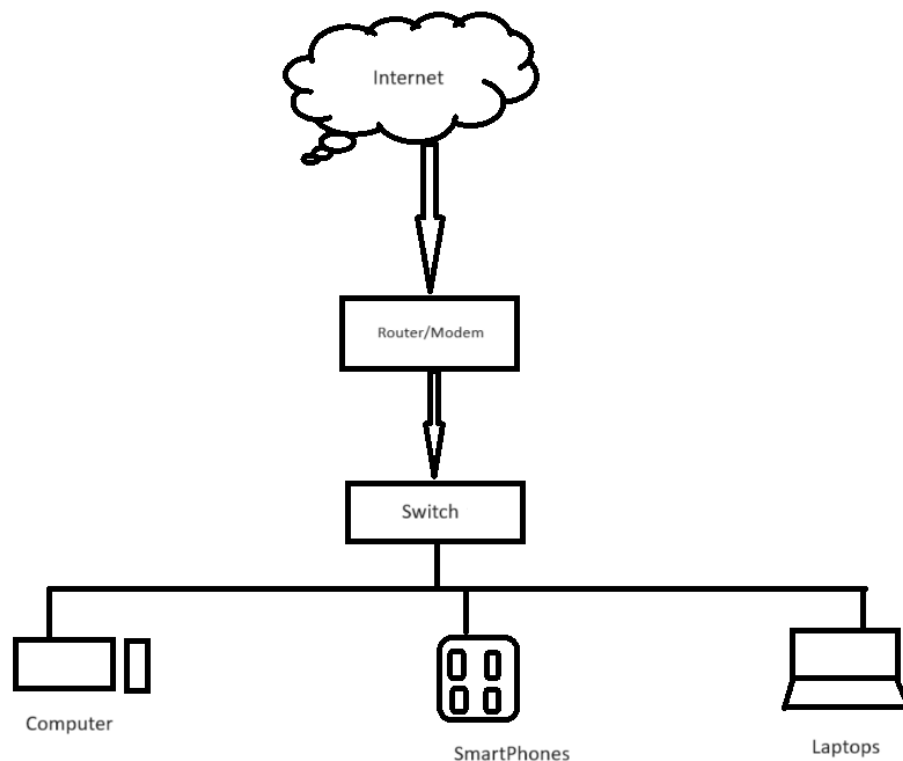 Internet
Router/Modem
Switch
Computer
SmartPhones
Laptops